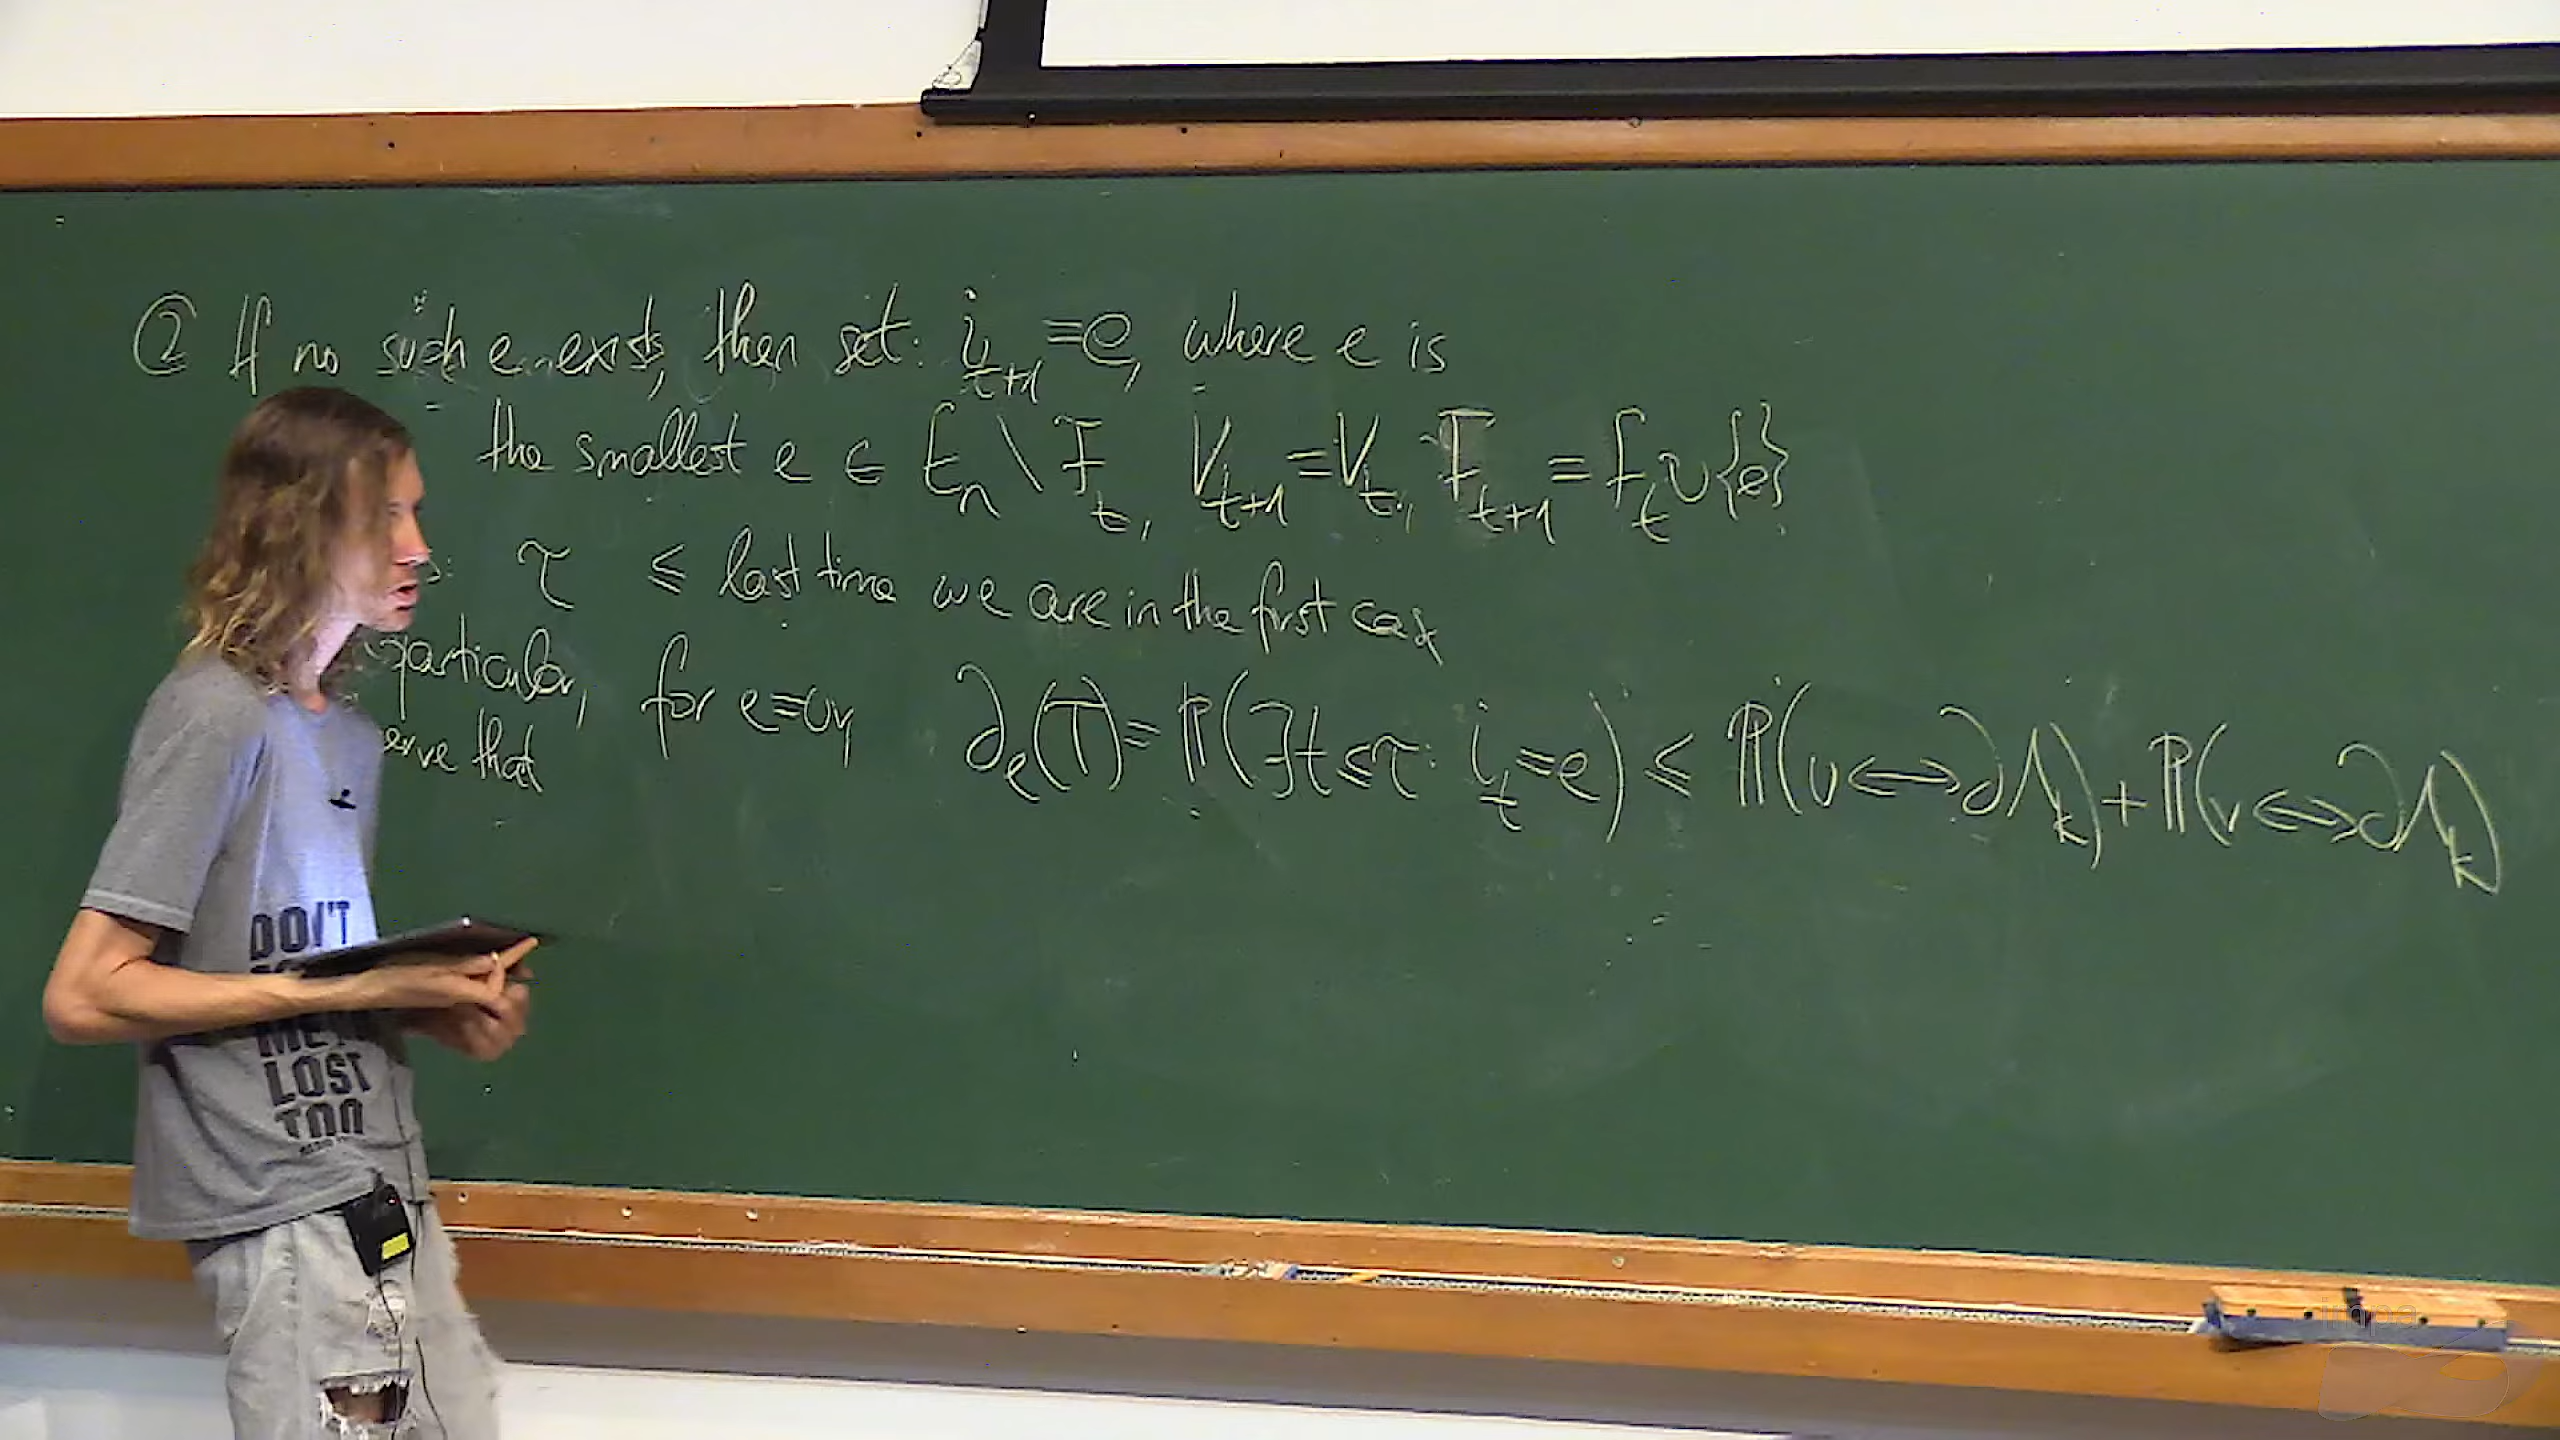 ② If no such e exists, then set: i_{t+1} = e, where e is
the smallest e ∈ E_n \ F_t, V_{t+1} = V_t, F_{t+1} = F_t ∪ {e}
τ ≤ last time we are in the first case
particular, for e = uv, ∂_e(T) = ℙ(∃t ≤ τ: i_t = e) ≤ ℙ(u ↔ ∂Λ_k) + ℙ(v ↔ ∂Λ_k)
that
DON'T
LOST
TOO
impa